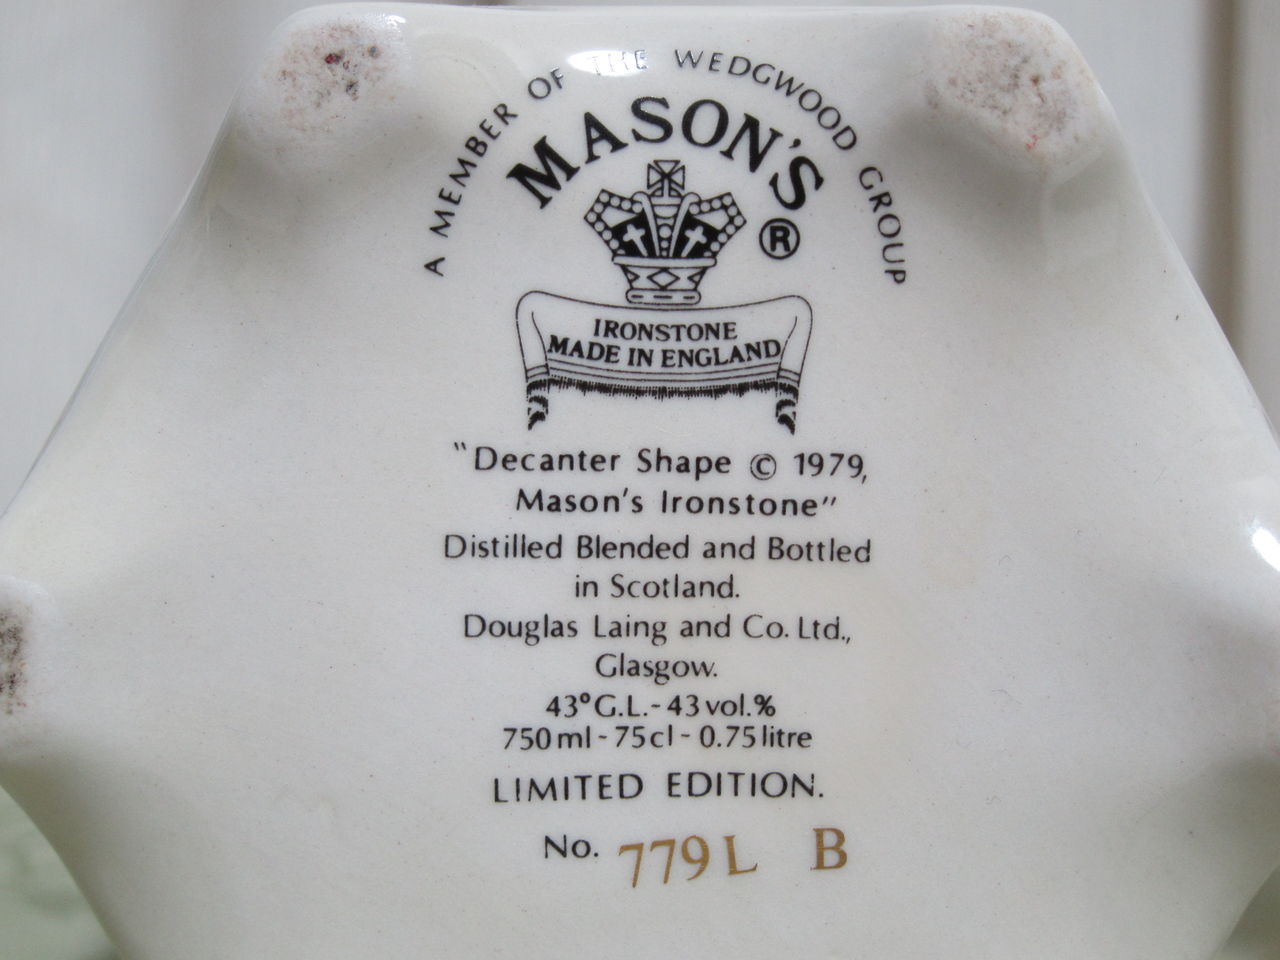 A MEMBER OF THE WEDGWOOD GROUP
MASON'S
®
IRONSTONE
MADE IN ENGLAND
"Decanter Shape © 1979,
Mason's Ironstone"
Distilled Blended and Bottled
in Scotland.
Douglas Laing and Co. Ltd.,
Glasgow.
43°G.L.- 43 vol.%
750 ml - 75 cl - 0.75 litre
LIMITED EDITION.
No. 779L B